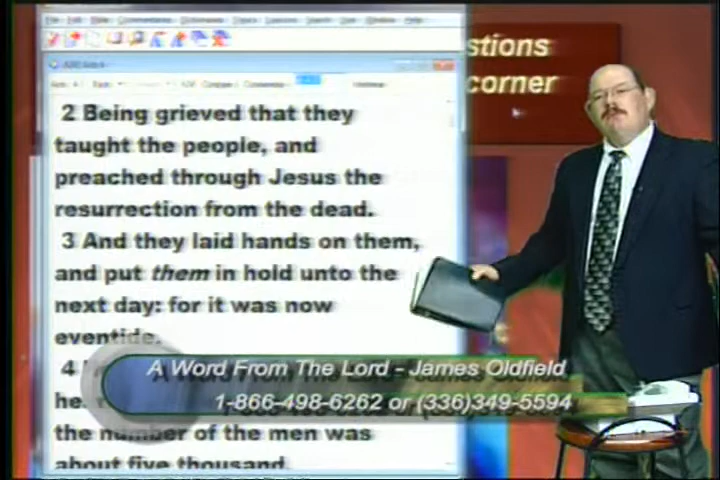 stions
corner
2 Being grieved that they
taught the people, and
preached through Jesus the
resurrection from the dead.
3 And they laid hands on them,
and put them in hold unto the
next day: for it was now
eventide.
4
he
the number of the men was
about five thousand.
A Word From The Lord - James Oldfield
1-866-498-6262 or (336)349-5594